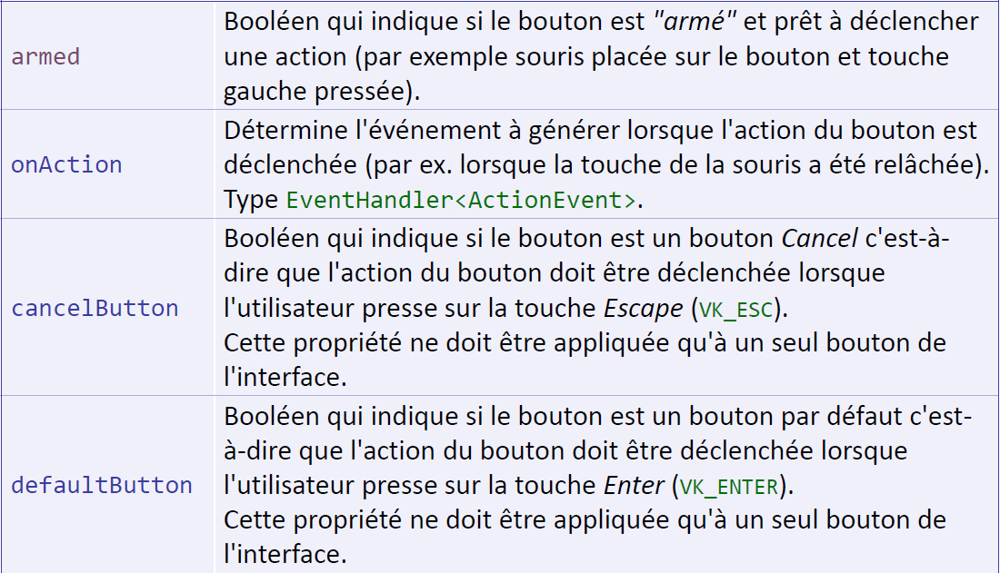 armed
Booléen qui indique si le bouton est "armé" et prêt à déclencher
une action (par exemple souris placée sur le bouton et touche
gauche pressée).
onAction
Détermine l'événement à générer lorsque l'action du bouton est
déclenchée (par ex. lorsque la touche de la souris a été relâchée).
Type EventHandler<ActionEvent>.
cancelButton
Booléen qui indique si le bouton est un bouton Cancel c'est-à-
dire que l'action du bouton doit être déclenchée lorsque
l'utilisateur presse sur la touche Escape (VK_ESC).
Cette propriété ne doit être appliquée qu'à un seul bouton de
l'interface.
defaultButton
Booléen qui indique si le bouton est un bouton par défaut c'est-
à-dire que l'action du bouton doit être déclenchée lorsque
l'utilisateur presse sur la touche Enter (VK_ENTER).
Cette propriété ne doit être appliquée qu'à un seul bouton de
l'interface.